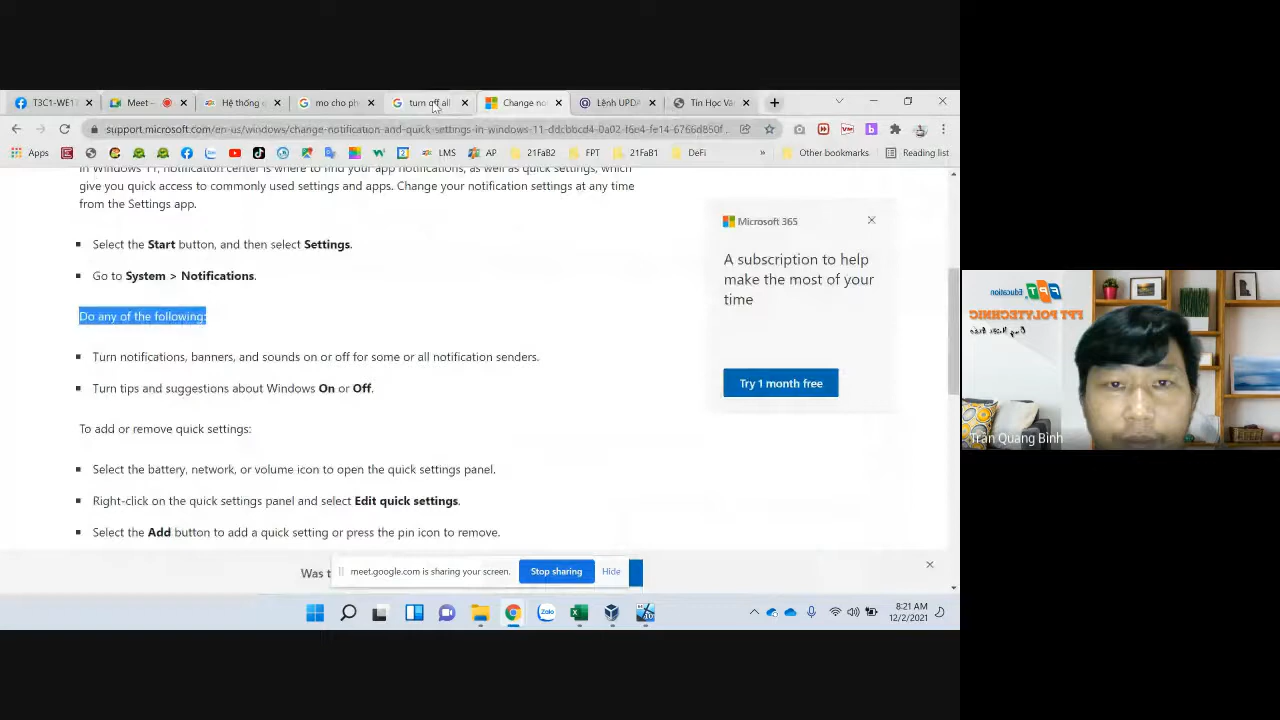 T3C1-WE1
Meet –
Hệ thống
mo cho ph
turn off all
Change no
Lệnh UPDA
Tin Học Vă
support.microsoft.com/en-us/windows/change-notification-and-quick-settings-in-windows-11-ddcbbcd4-0a02-f6e4-fe14-6766d850f...
Apps
LMS
AP
21FaB2
FPT
21FaB1
DeFi
»
Other bookmarks
Reading list
In Windows 11, notification center is where to find your app notifications, as well as quick settings, which
give you quick access to commonly used settings and apps. Change your notification settings at any time
from the Settings app.
Select the Start button, and then select Settings.
Go to System > Notifications.
Do any of the following:
Turn notifications, banners, and sounds on or off for some or all notification senders.
Turn tips and suggestions about Windows On or Off.
To add or remove quick settings:
Select the battery, network, or volume icon to open the quick settings panel.
Right-click on the quick settings panel and select Edit quick settings.
Select the Add button to add a quick setting or press the pin icon to remove.
Microsoft 365
A subscription to help
make the most of your
time
Try 1 month free
Was t
meet.google.com is sharing your screen.
Stop sharing
Hide
Zalo
8:21 AM
12/2/2021
FPT Education
FPT POLYTECHNIC
Trần Quang Bình